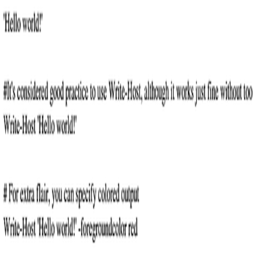 'Hello world!'
#It's considered good practice to use Write-Host, although it works just fine without too
Write-Host 'Hello world!'
# For extra flair, you can specify colored output
Write-Host 'Hello world!' -foregroundcolor red